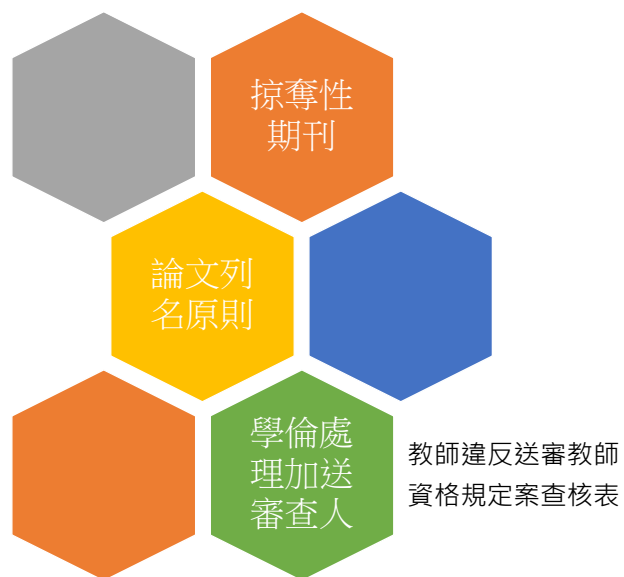 掠奪性
期刊
論文列
名原則
學倫處
理加送
審查人
教師違反送審教師
資格規定案查核表